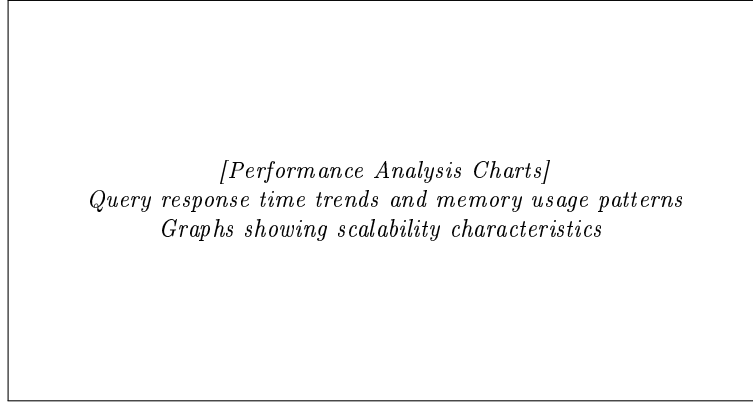 [Performance Analysis Charts]
Query response time trends and memory usage patterns
Graphs showing scalability characteristics